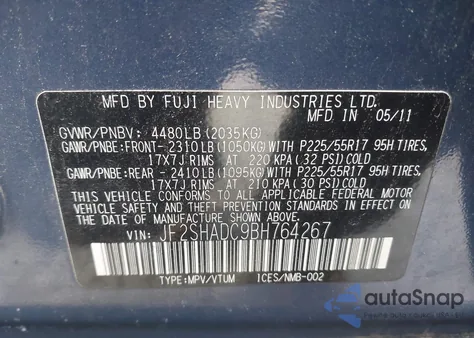 MFD BY FUJI HEAVY INDUSTRIES LTD.
MFD IN 05/11
GVWR/PNBV: 4480LB(2035KG)
GAWR/PNBE:FRONT-2310LB(1050KG)WITH P225/55R17 95H TIRES,
17X7J RIMS AT 220 KPA(32 PSI)COLD
GAWR/PNBE:REAR -2410LB(1095KG)WITH P225/55R17 95H TIRES,
17X7J RIMS AT 210 KPA(30 PSI)COLD
THIS VEHICLE CONFORMS TO ALL APPLICABLE FEDERAL MOTOR
VEHICLE SAFETY, BUMPER, AND THEFT PREVENTION STANDARDS
IN EFFECT ON THE DATE OF MANUFACTURE SHOWN ABOVE.
VIN: JF2SHADC9BH764267
TYPE:MPV/VTUM ICES/NMB-002
autoSnap
Powered by CARFAST